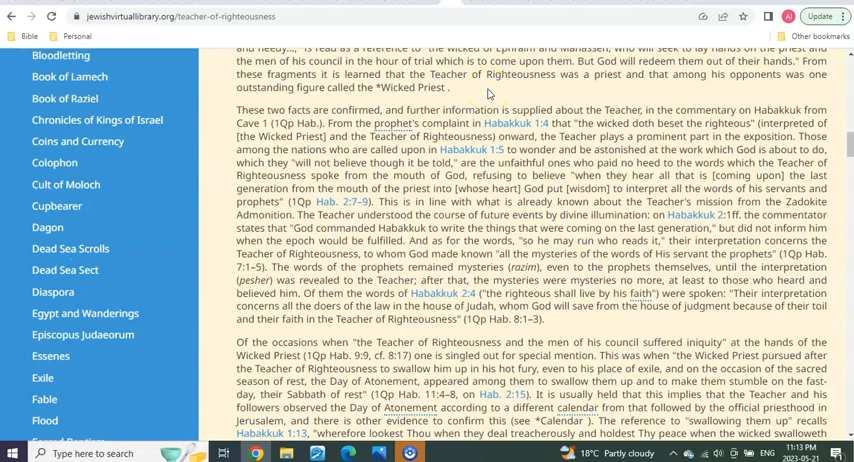 jewishvirtuallibrary.org/teacher-of-righteousness
AI
Update
Bible
Personal
Other bookmarks
Bloodletting
Book of Lamech
Book of Raziel
Chronicles of Kings of Israel
Coins and Currency
Colophon
Cult of Moloch
Cupbearer
Dagon
Dead Sea Scrolls
Dead Sea Sect
Diaspora
Egypt and Wanderings
Episcopus Judaeorum
Essenes
Exile
Fable
Flood
and needy..., is read as a reference to "the wicked of Ephraim and Manasseh, who will seek to lay hands on the priest and
the men of his council in the hour of trial which is to come upon them. But God will redeem them out of their hands." From
these fragments it is learned that the Teacher of Righteousness was a priest and that among his opponents was one
outstanding figure called the *Wicked Priest .
These two facts are confirmed, and further information is supplied about the Teacher, in the commentary on Habakkuk from
Cave 1 (1Qp Hab.). From the prophet's complaint in Habakkuk 1:4 that "the wicked doth beset the righteous" (interpreted of
[the Wicked Priest] and the Teacher of Righteousness) onward, the Teacher plays a prominent part in the exposition. Those
among the nations who are called upon in Habakkuk 1:5 to wonder and be astonished at the work which God is about to do,
which they "will not believe though it be told," are the unfaithful ones who paid no heed to the words which the Teacher of
Righteousness spoke from the mouth of God, refusing to believe "when they hear all that is [coming upon] the last
generation from the mouth of the priest into [whose heart] God put [wisdom] to interpret all the words of his servants and
prophets" (1Qp Hab. 2:7–9). This is in line with what is already known about the Teacher's mission from the Zadokite
Admonition. The Teacher understood the course of future events by divine illumination: on Habakkuk 2:1ff. the commentator
states that "God commanded Habakkuk to write the things that were coming on the last generation," but did not inform him
when the epoch would be fulfilled. And as for the words, "so he may run who reads it," their interpretation concerns the
Teacher of Righteousness, to whom God made known "all the mysteries of the words of His servant the prophets" (1Qp Hab.
7:1–5). The words of the prophets remained mysteries (razim), even to the prophets themselves, until the interpretation
(pesher) was revealed to the Teacher; after that, the mysteries were mysteries no more, at least to those who heard and
believed him. Of them the words of Habakkuk 2:4 ("the righteous shall live by his faith") were spoken: "Their interpretation
concerns all the doers of the law in the house of Judah, whom God will save from the house of judgment because of their toil
and their faith in the Teacher of Righteousness" (1Qp Hab. 8:1–3).
Of the occasions when "the Teacher of Righteousness and the men of his council suffered iniquity" at the hands of the
Wicked Priest (1Qp Hab. 9:9, cf. 8:17) one is singled out for special mention. This was when "the Wicked Priest pursued after
the Teacher of Righteousness to swallow him up in his hot fury, even to his place of exile, and on the occasion of the sacred
season of rest, the Day of Atonement, appeared among them to swallow them up and to make them stumble on the fast-
day, their Sabbath of rest" (1Qp Hab. 11:4–8, on Hab. 2:15). It is usually held that this implies that the Teacher and his
followers observed the Day of Atonement according to a different calendar from that followed by the official priesthood in
Jerusalem, and there is other evidence to confirm this (see *Calendar ). The reference to "swallowing them up" recalls
Habakkuk 1:13, "wherefore lookest Thou when they deal treacherously and holdest Thy peace when the wicked swalloweth
Type here to search
18°C Partly cloudy
11:13 PM
2023-05-21